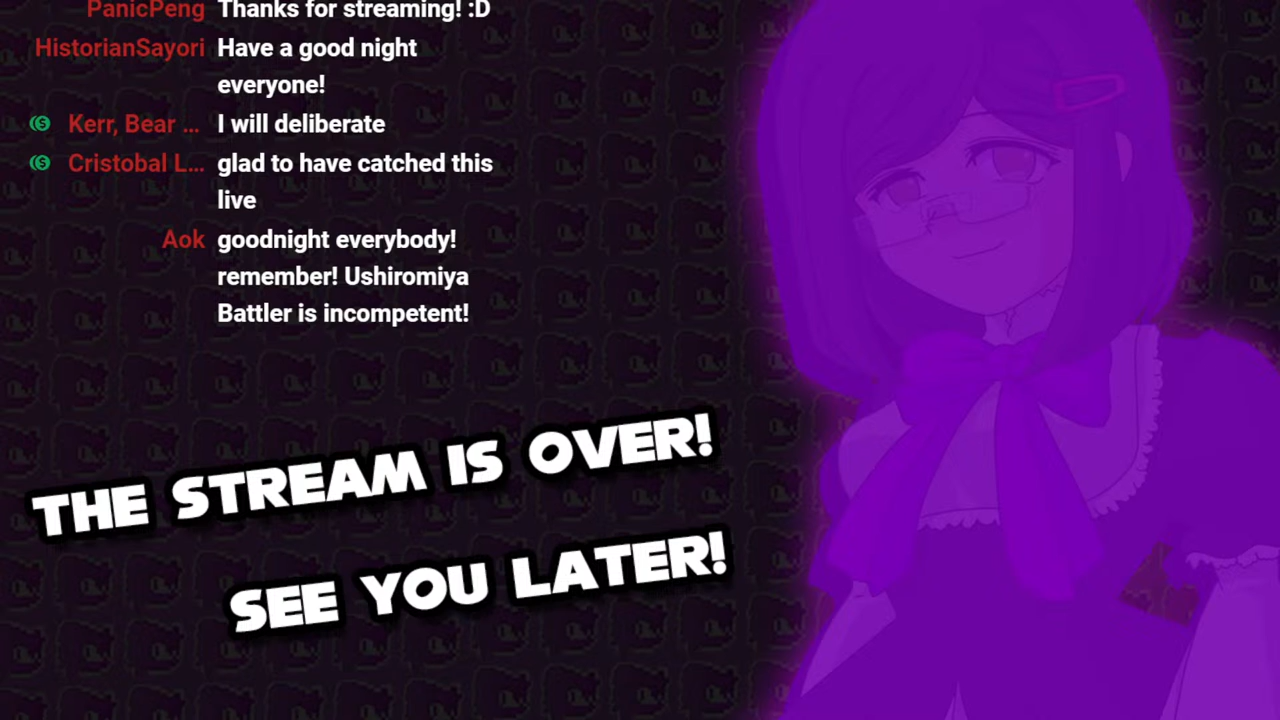 PanicPeng Thanks for streaming! :D
HistorianSayori Have a good night
everyone!
Kerr, Bear ... I will deliberate
Cristobal L... glad to have catched this
live
Aok goodnight everybody!
remember! Ushiromiya
Battler is incompetent!
THE STREAM IS OVER!
SEE YOU LATER!